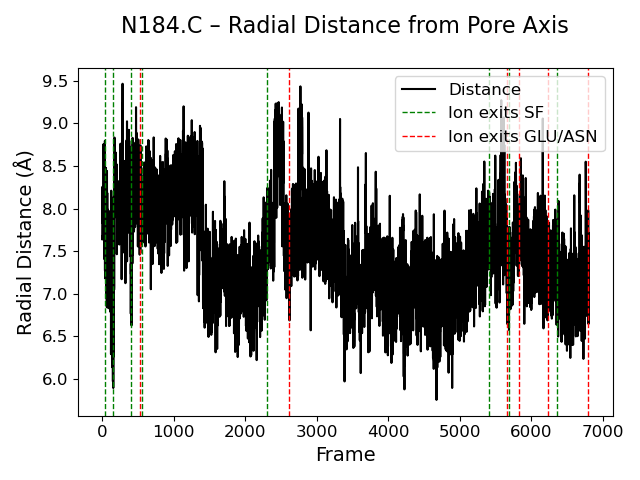 N184.C – Radial Distance from Pore Axis
Radial Distance (Å)
9.5
9.0
8.5
8.0
7.5
7.0
6.5
6.0
Distance
Ion exits SF
Ion exits GLU/ASN
0 1000 2000 3000 4000 5000 6000 7000
Frame